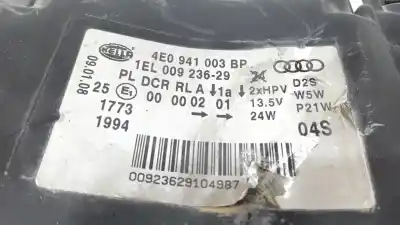 HELLA
4E0 941 003 BP
1EL 009 236-29
09.01.08
PL DCR RL A ↓1a↓ 2xHPV D2S
25 E1 00 00 02 01 13.5V W5W
1773 → → 24W P21W
1994 04S
00923629104987